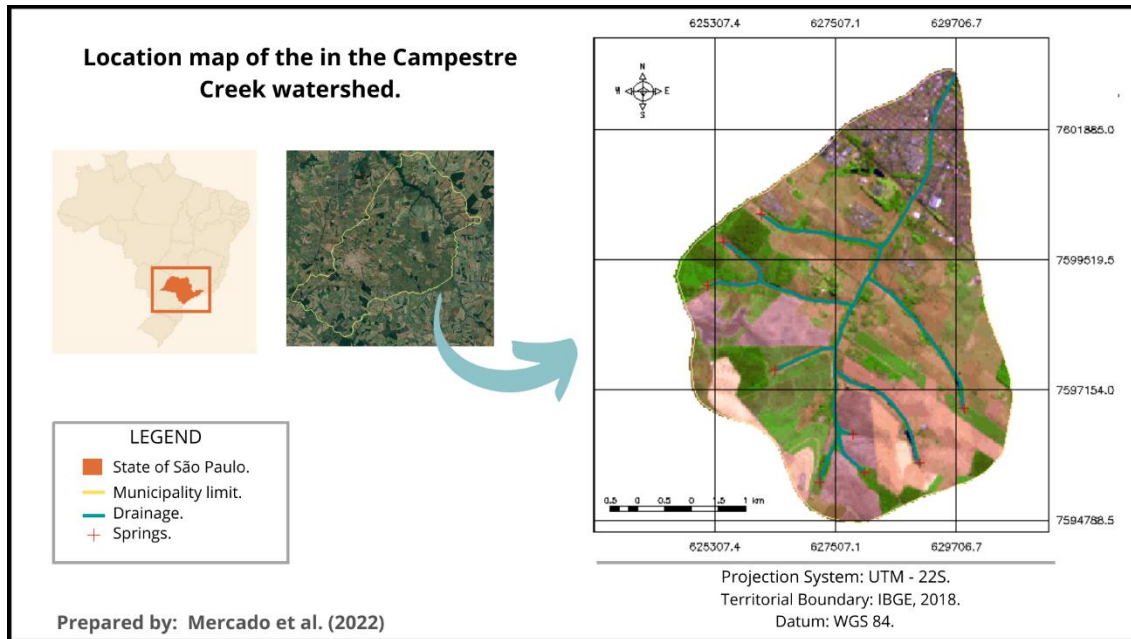 Location map of the in the Campestre
Creek watershed.
LEGEND
State of São Paulo.
Municipality limit.
Drainage.
Springs.
Prepared by: Mercado et al. (2022)
625307.4 627507.1 629706.7
N
W E
S
7601885.0
7599519.5
7597154.0
7594788.5
0.5 0 0.5 0 1.5 1 km
625307.4 627507.1 629706.7
Projection System: UTM - 22S.
Territorial Boundary: IBGE, 2018.
Datum: WGS 84.